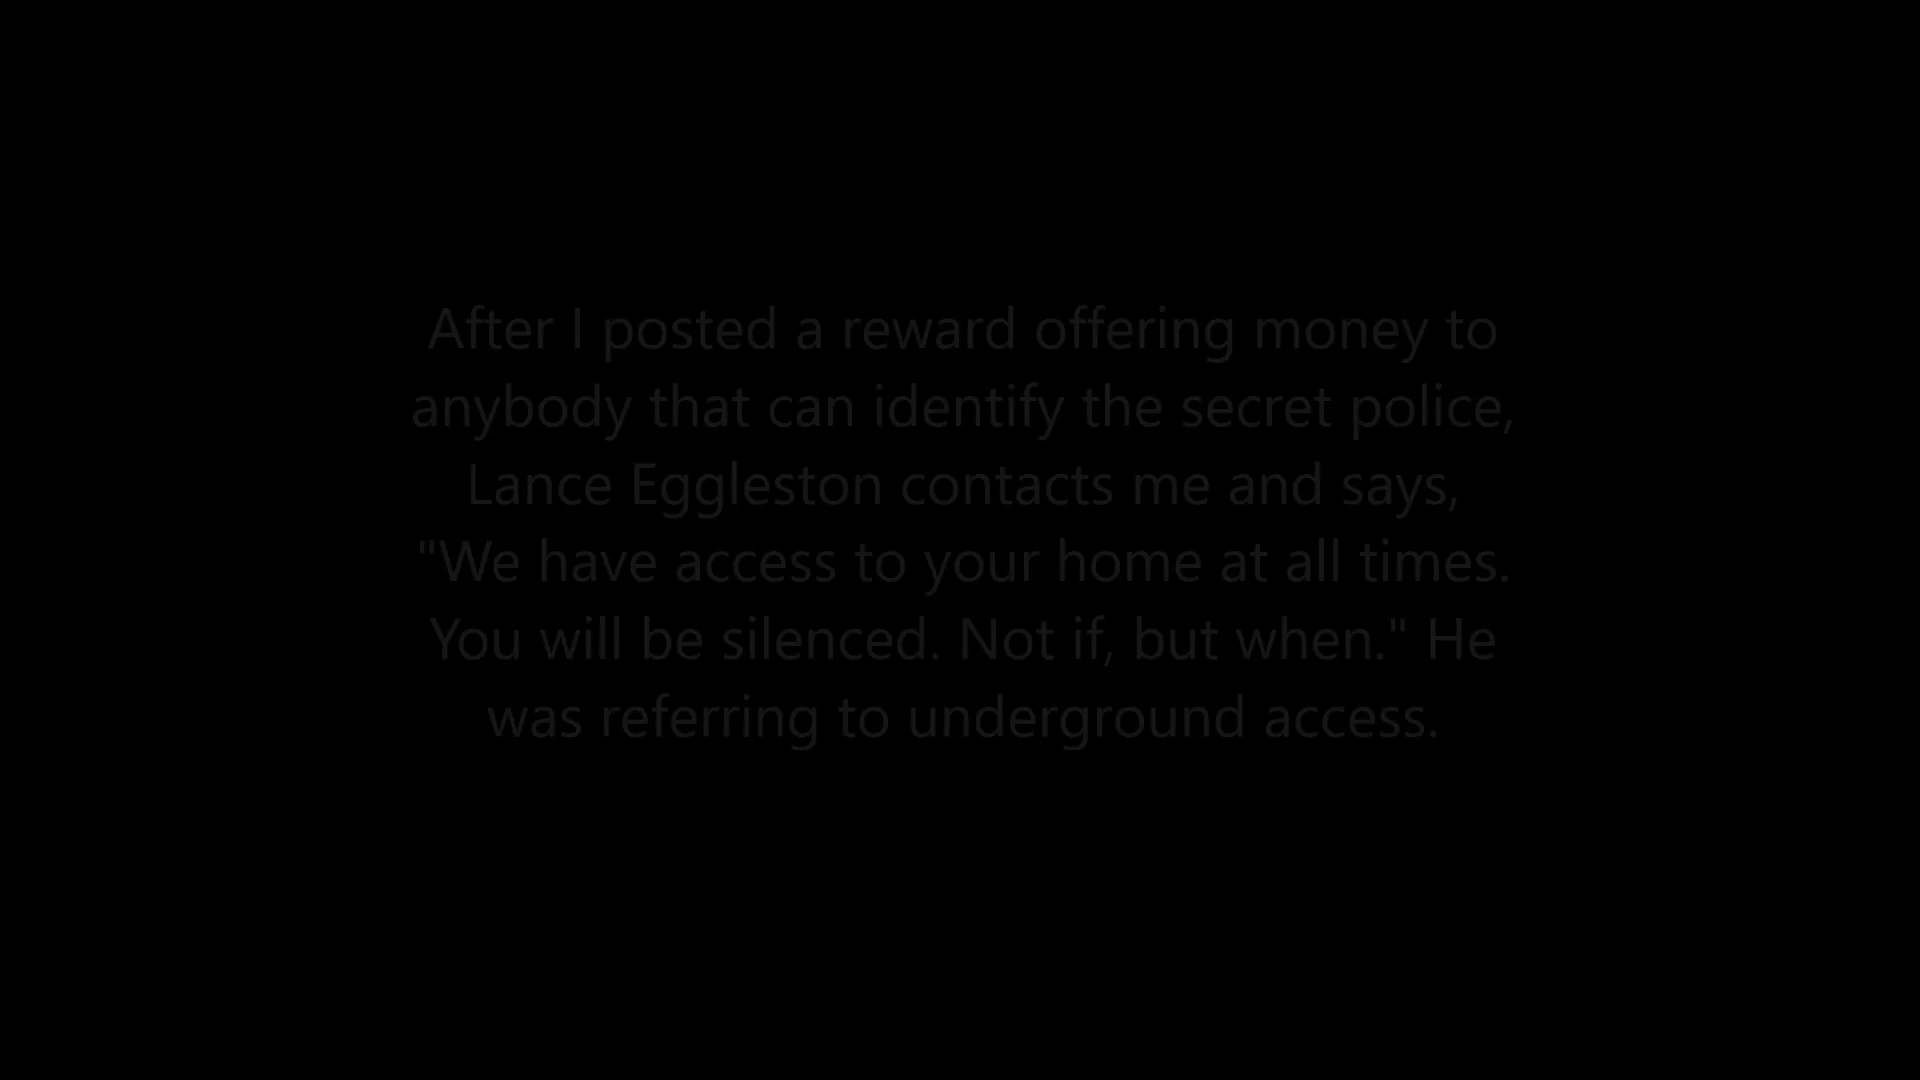 After I posted a reward offering money to
anybody that can identify the secret police,
Lance Eggleston contacts me and says,
"We have access to your home at all times.
You will be silenced. Not if, but when." He
was referring to underground access.